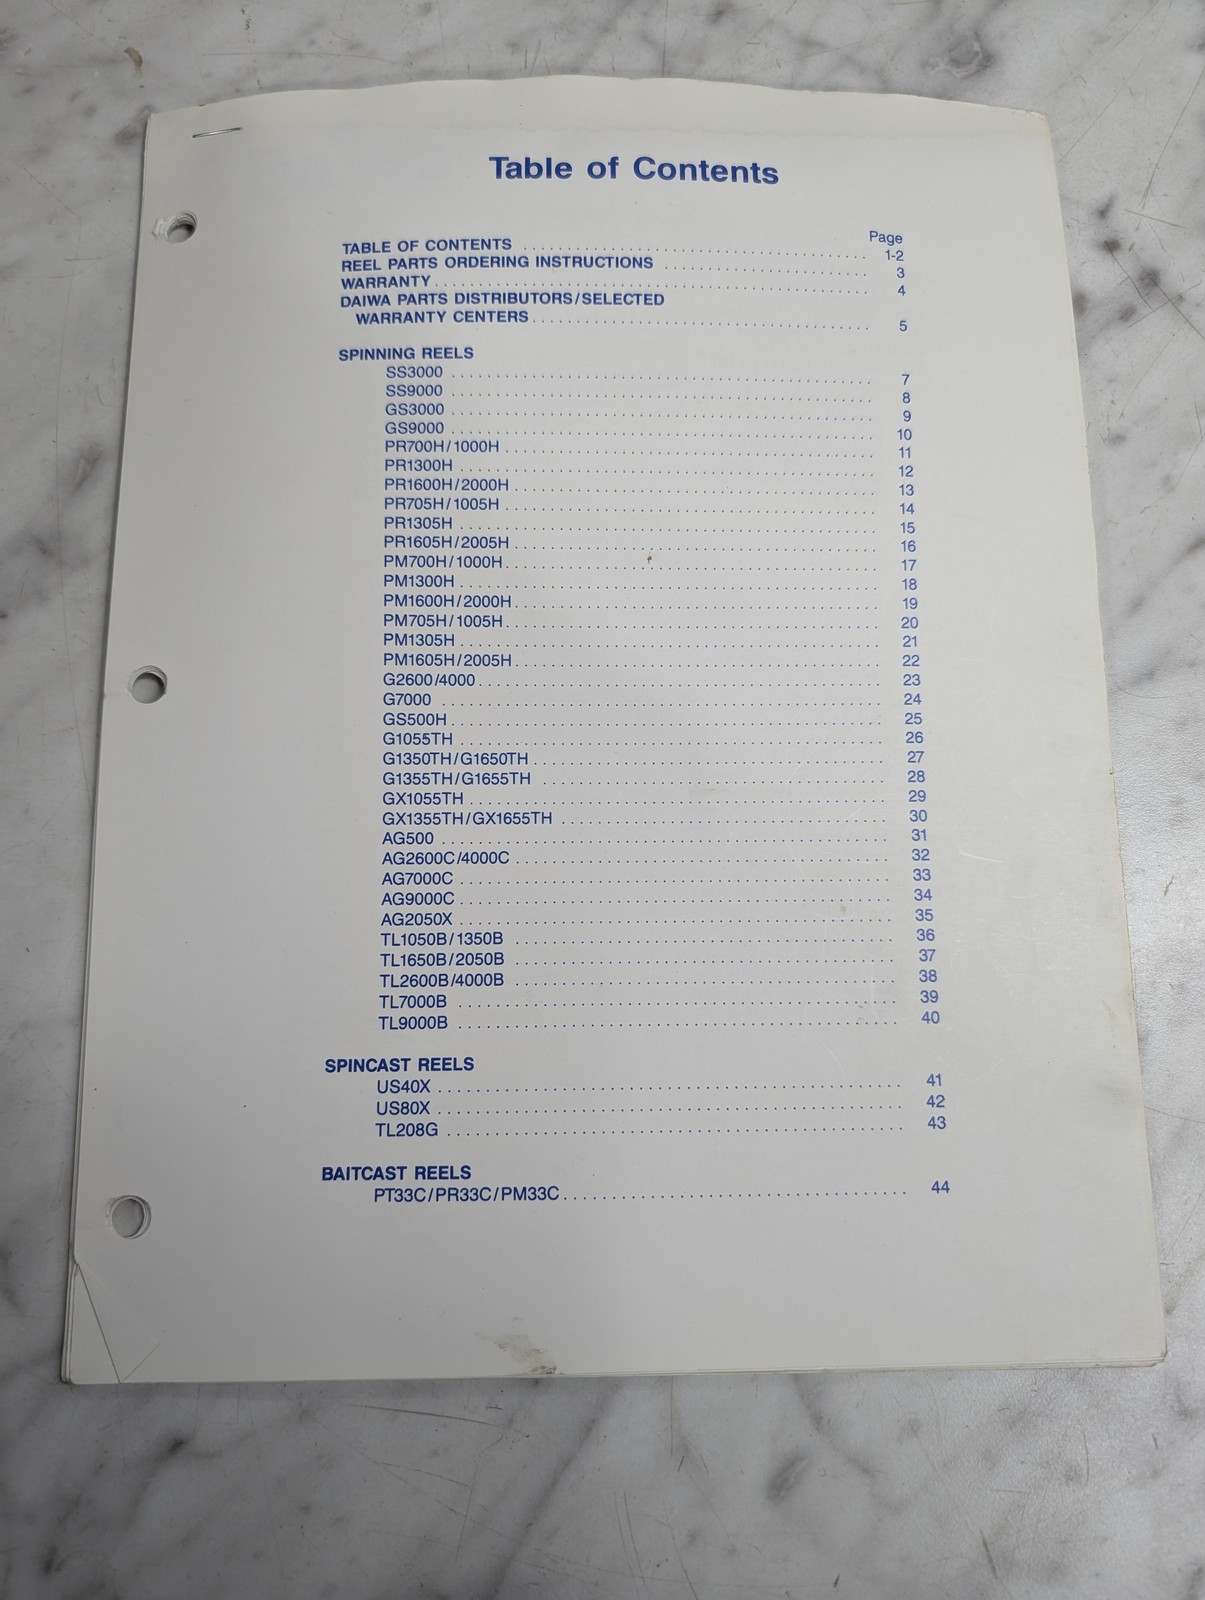 Table of Contents
Page
TABLE OF CONTENTS 1-2
REEL PARTS ORDERING INSTRUCTIONS 3
WARRANTY 4
DAIWA PARTS DISTRIBUTORS/SELECTED
WARRANTY CENTERS 5
SPINNING REELS
SS3000 7
SS9000 8
GS3000 9
GS9000 10
PR700H/1000H 11
PR1300H 12
PR1600H/2000H 13
PR705H/1005H 14
PR1305H 15
PR1605H/2005H 16
PM700H/1000H 17
PM1300H 18
PM1600H/2000H 19
PM705H/1005H 20
PM1305H 21
PM1605H/2005H 22
G2600/4000 23
G7000 24
GS500H 25
G1055TH 26
G1350TH/G1650TH 27
G1355TH/G1655TH 28
GX1055TH 29
GX1355TH/GX1655TH 30
AG500 31
AG2600C/4000C 32
AG7000C 33
AG9000C 34
AG2050X 35
TL1050B/1350B 36
TL1650B/2050B 37
TL2600B/4000B 38
TL7000B 39
TL9000B 40
SPINCAST REELS
US40X 41
US80X 42
TL208G 43
BAITCAST REELS
PT33C/PR33C/PM33C 44